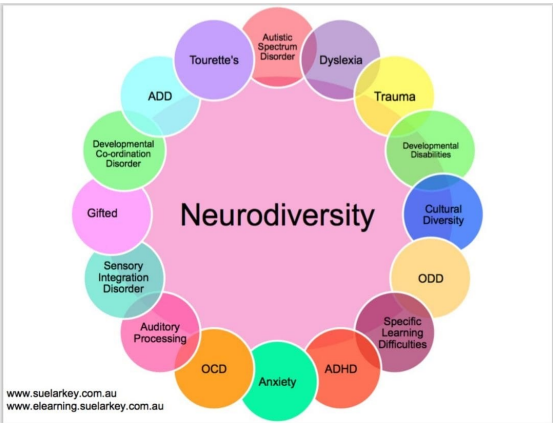 Autistic
Spectrum
Disorder
Dyslexia
Trauma
Developmental
Disabilities
Cultural
Diversity
ODD
Specific
Learning
Difficulties
ADHD
Anxiety
OCD
Auditory
Processing
Sensory
Integration
Disorder
Gifted
Developmental
Co-ordination
Disorder
ADD
Tourette's
Neurodiversity
www.suelarkey.com.au
www.elearning.suelarkey.com.au